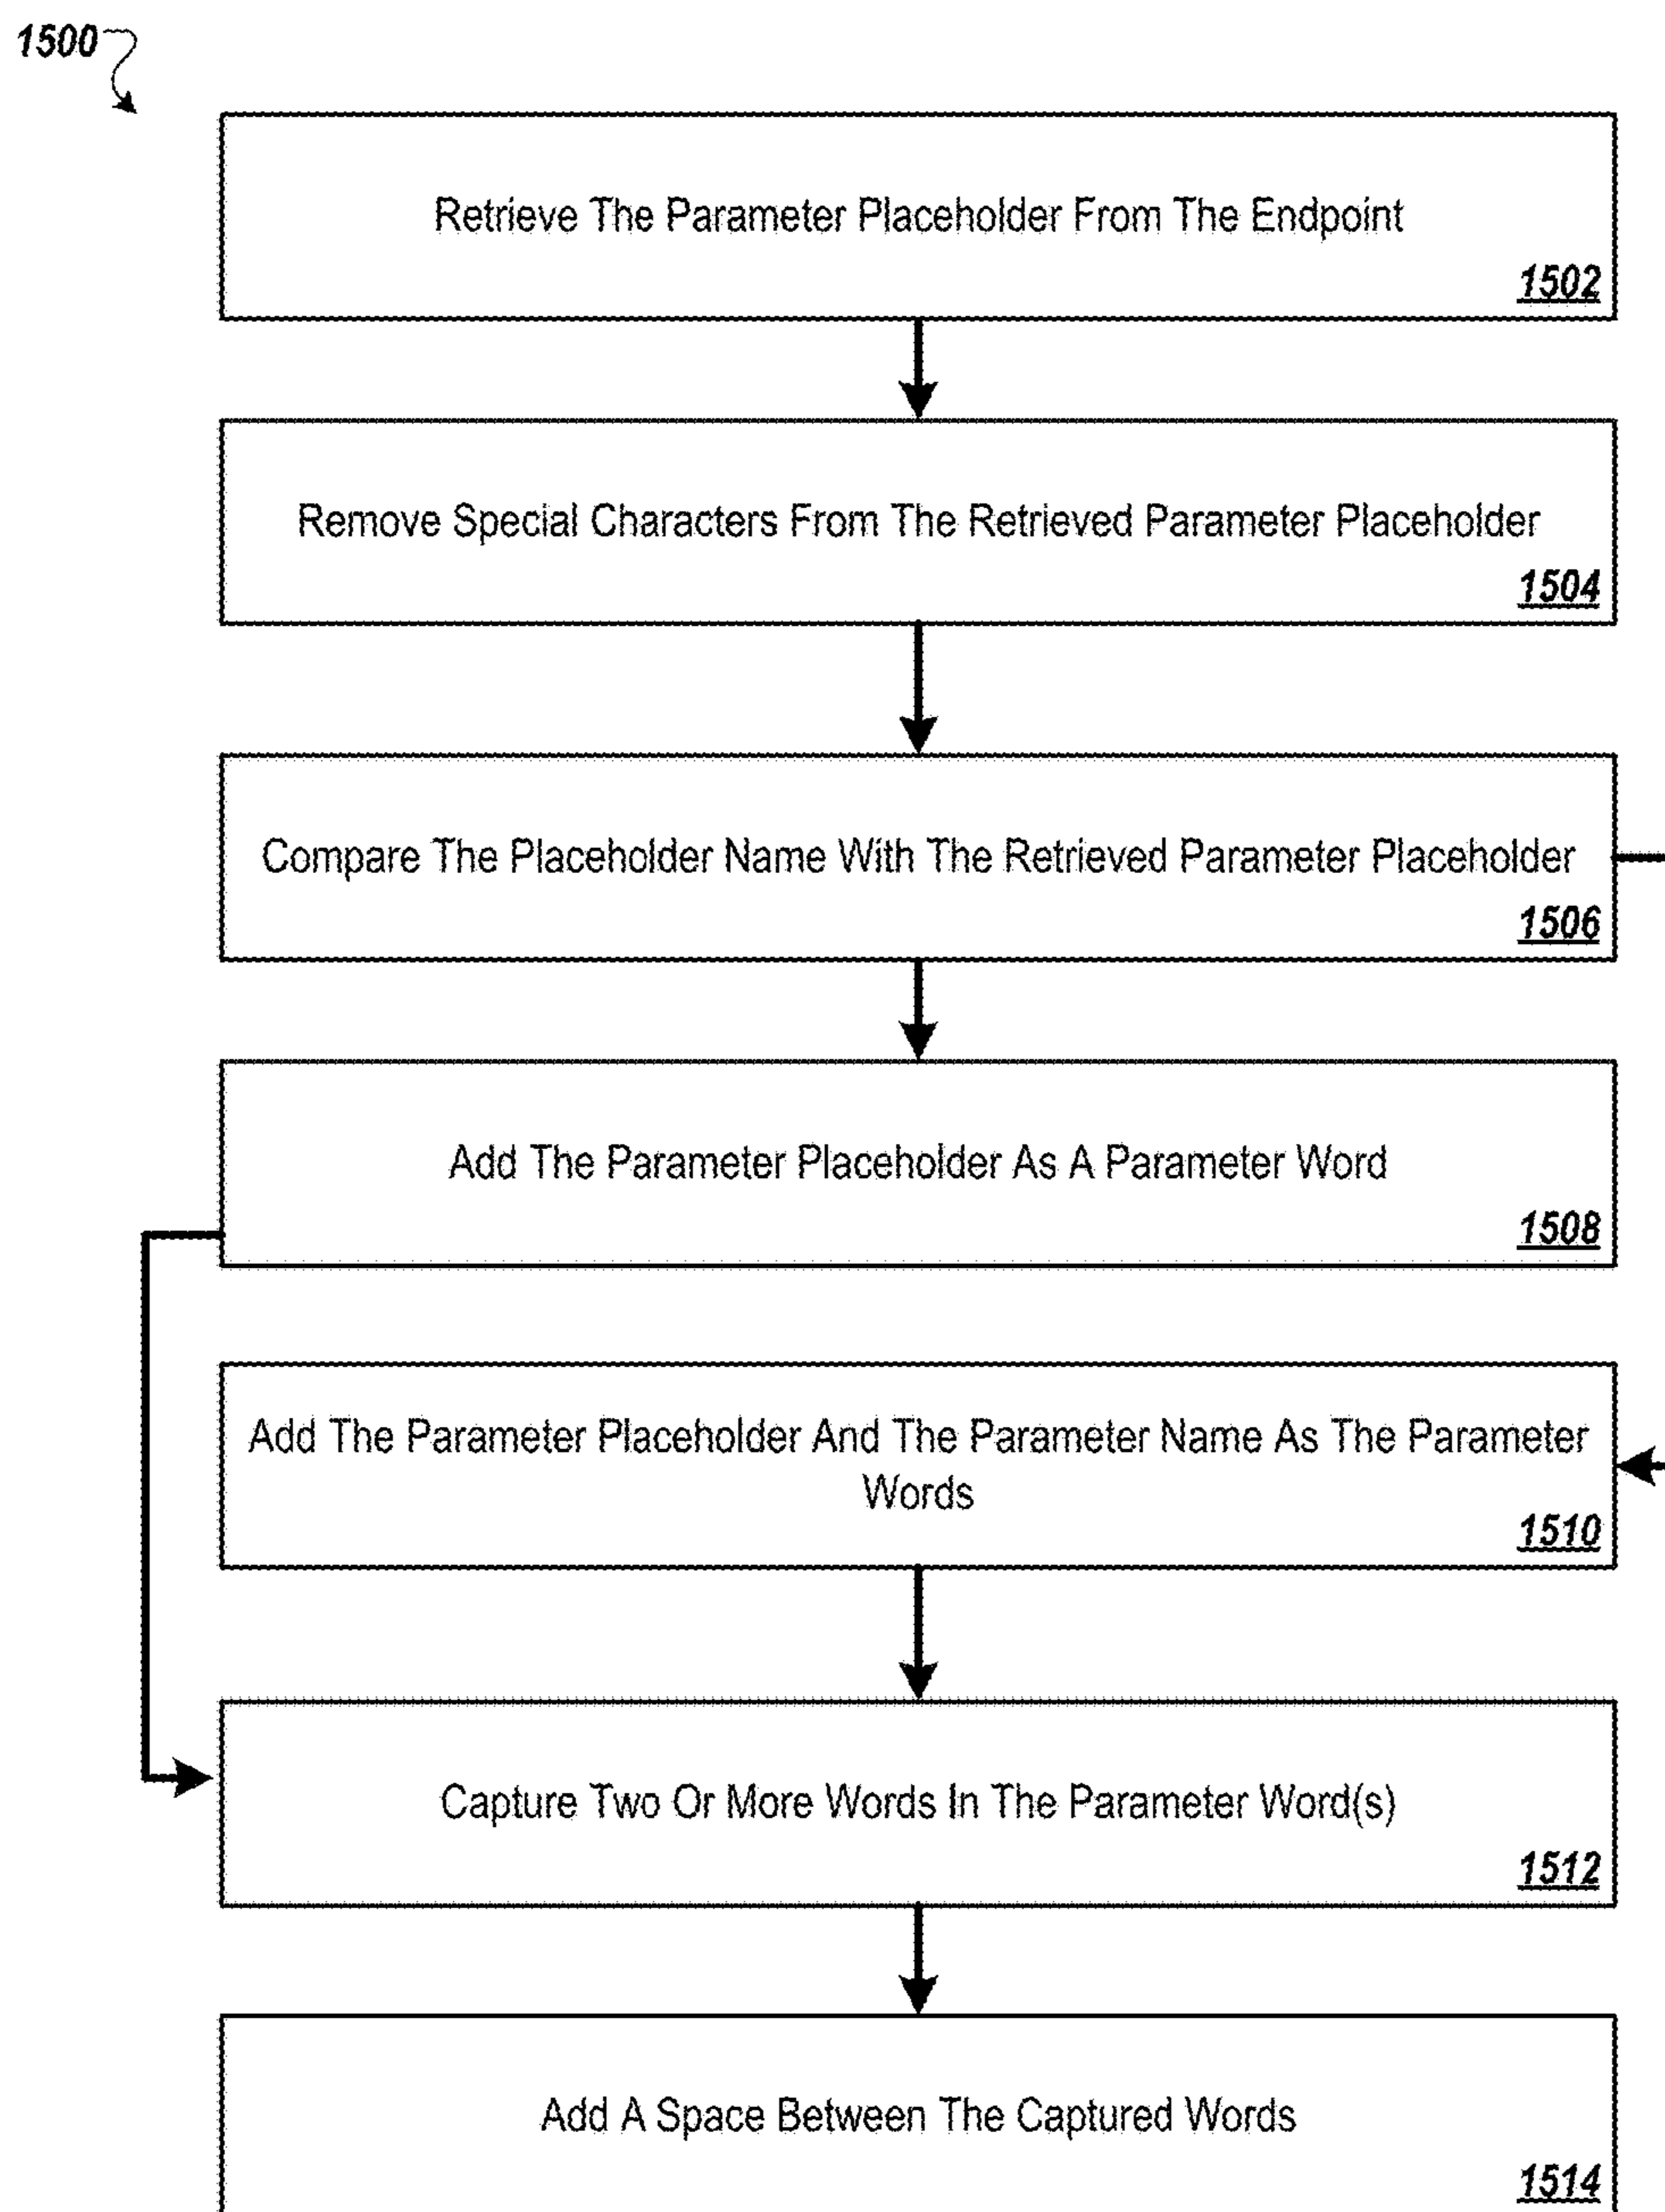 1500
Retrieve The Parameter Placeholder From The Endpoint
1502
Remove Special Characters From The Retrieved Parameter Placeholder
1504
Compare The Placeholder Name With The Retrieved Parameter Placeholder
1506
Add The Parameter Placeholder As A Parameter Word
1508
Add The Parameter Placeholder And The Parameter Name As The Parameter
Words
1510
Capture Two Or More Words In The Parameter Word(s)
1512
Add A Space Between The Captured Words
1514